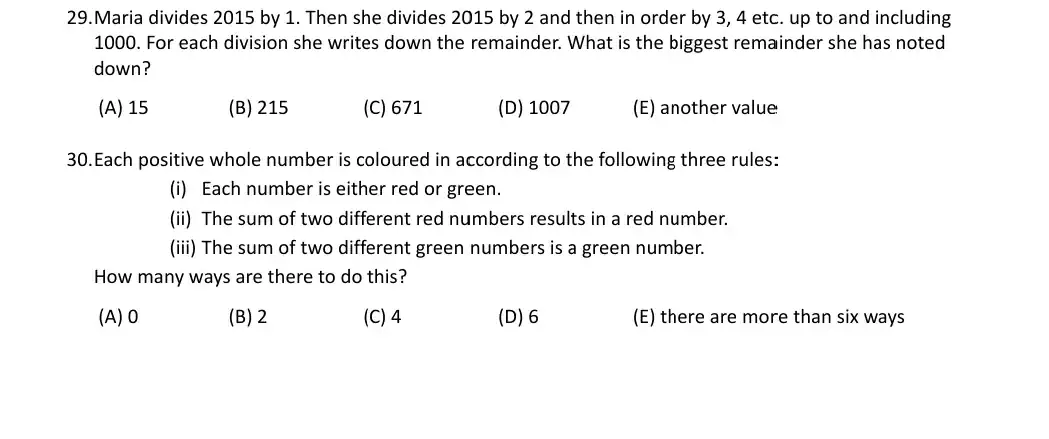 29.Maria divides 2015 by 1. Then she divides 2015 by 2 and then in order by 3, 4 etc. up to and including
1000. For each division she writes down the remainder. What is the biggest remainder she has noted
down?
(A) 15 (B) 215 (C) 671 (D) 1007 (E) another value
30.Each positive whole number is coloured in according to the following three rules:
(i) Each number is either red or green.
(ii) The sum of two different red numbers results in a red number.
(iii) The sum of two different green numbers is a green number.
How many ways are there to do this?
(A) 0 (B) 2 (C) 4 (D) 6 (E) there are more than six ways